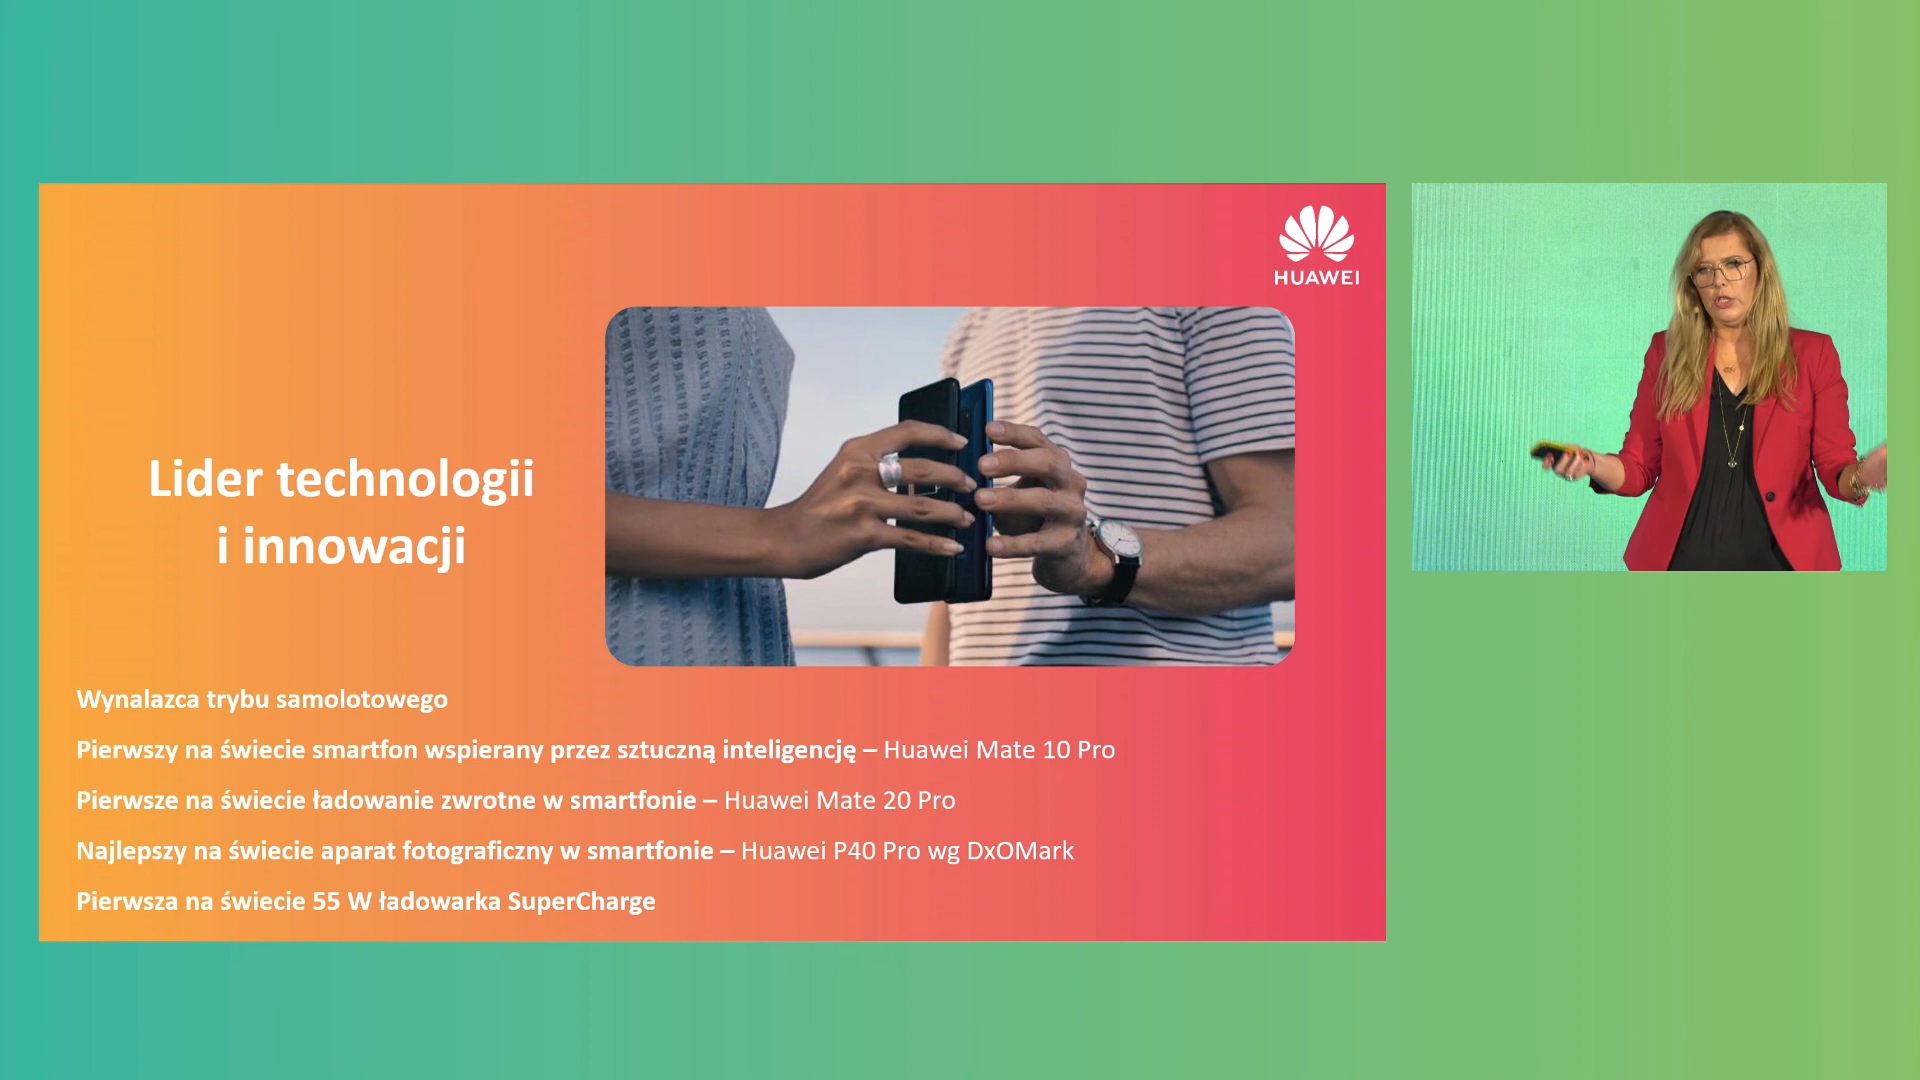 HUAWEI
Lider technologii
i innowacji
Wynalazca trybu samolotowego
Pierwszy na świecie smartfon wspierany przez sztuczną inteligencję – Huawei Mate 10 Pro
Pierwsze na świecie ładowanie zwrotne w smartfonie – Huawei Mate 20 Pro
Najlepszy na świecie aparat fotograficzny w smartfonie – Huawei P40 Pro wg DxOMark
Pierwsza na świecie 55 W ładowarka SuperCharge